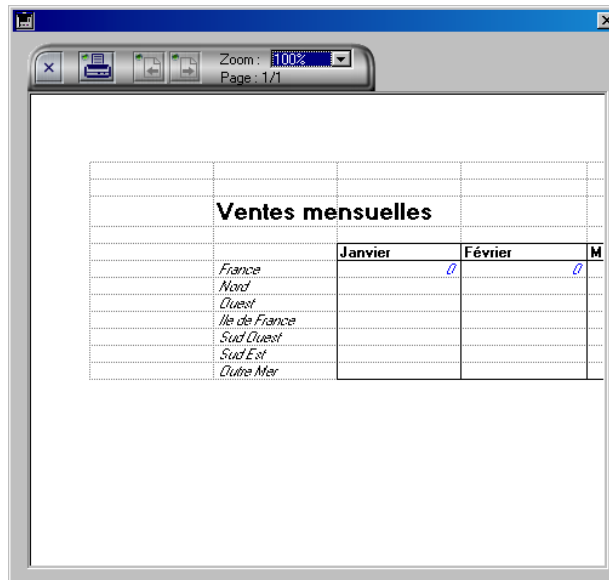 Zoom : 100%
Page : 1/1
Ventes mensuelles
Janvier Février M
France 0 0
Nord
Ouest
Ile de France
Sud Ouest
Sud Est
Outre Mer